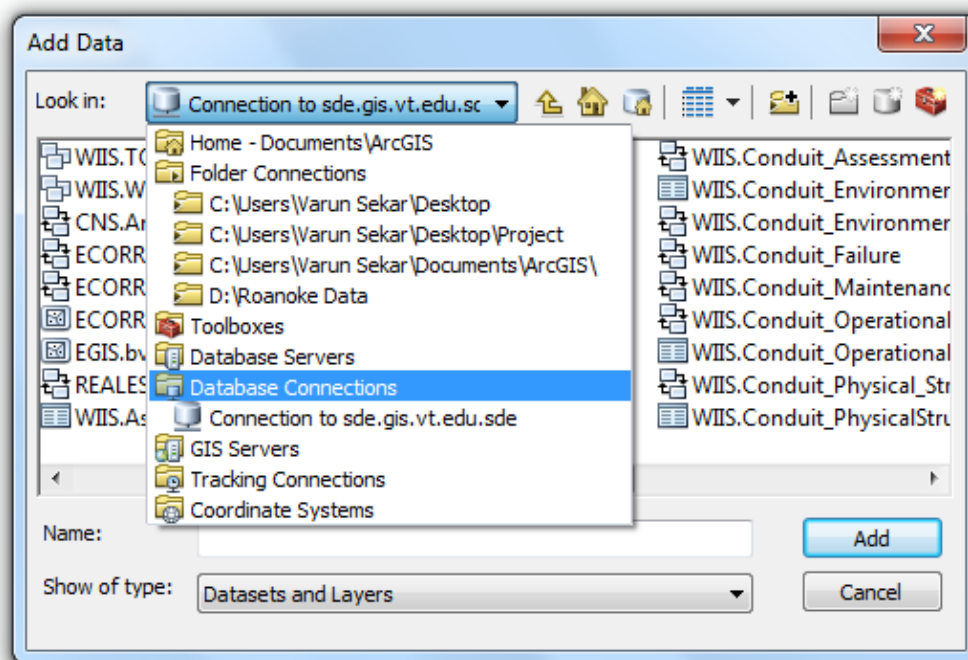 Add Data
Look in:
Connection to sde.gis.vt.edu.sc
Home - Documents\ArcGIS
Folder Connections
C:\Users\Varun Sekar\Desktop
C:\Users\Varun Sekar\Desktop\Project
C:\Users\Varun Sekar\Documents\ArcGIS\
D:\Roanoke Data
Toolboxes
Database Servers
Database Connections
Connection to sde.gis.vt.edu.sde
GIS Servers
Tracking Connections
Coordinate Systems
WIIS.TO
WIIS.W
CNS.Ar
ECORR
ECORR
ECORR
EGIS.bv
REALES
WIIS.As
WIIS.Conduit_Assessment
WIIS.Conduit_Environmer
WIIS.Conduit_Environmer
WIIS.Conduit_Failure
WIIS.Conduit_Maintenanc
WIIS.Conduit_Operational
WIIS.Conduit_Operational
WIIS.Conduit_Physical_Str
WIIS.Conduit_PhysicalStru
Name:
Add
Show of type:
Datasets and Layers
Cancel